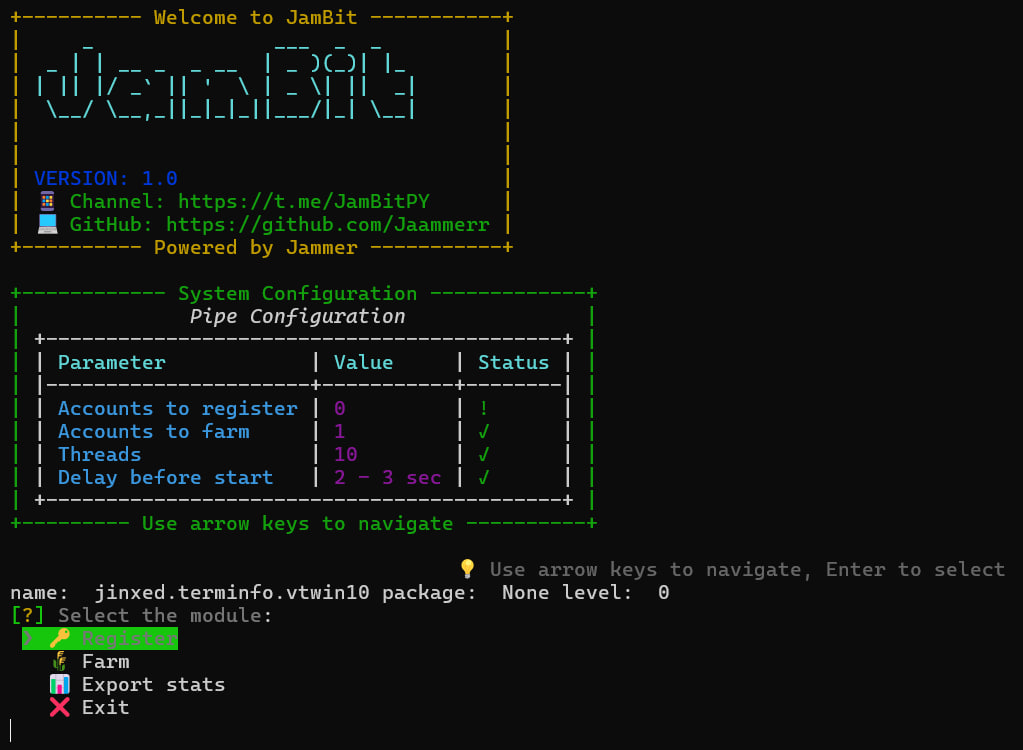 Welcome to JamBit
JamBit
VERSION: 1.0
Channel: https://t.me/JamBitPY
GitHub: https://github.com/Jaammerr
Powered by Jammer
System Configuration
Pipe Configuration
Parameter | Value | Status
Accounts to register | 0 | !
Accounts to farm | 1 | √
Threads | 10 | √
Delay before start | 2 - 3 sec | √
Use arrow keys to navigate
💡 Use arrow keys to navigate, Enter to select
name:  jinxed.terminfo.vtwin10 package:  None level:  0
[?] Select the module:
> 🔑 Register
🌾 Farm
📊 Export stats
❌ Exit